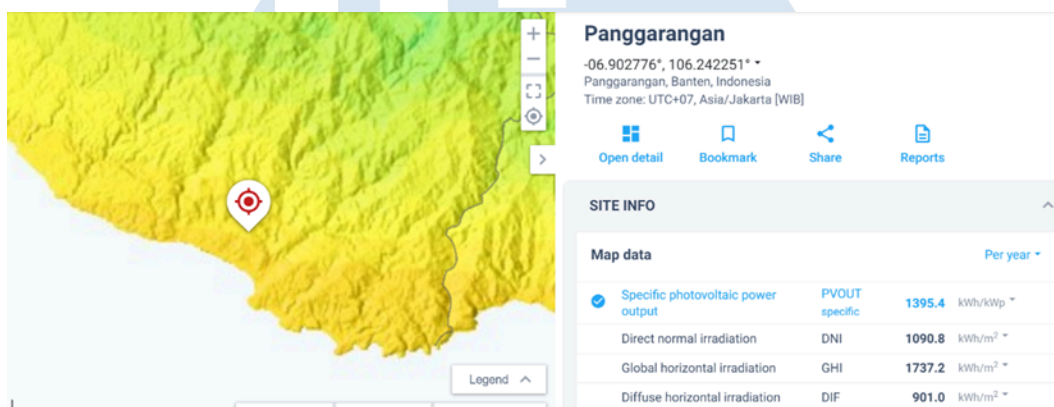 Panggarangan
-06.902776°, 106.242251°
Panggarangan, Banten, Indonesia
Time zone: UTC+07, Asia/Jakarta [WIB]
Open detail Bookmark Share Reports
SITE INFO
Map data Per year
Specific photovoltaic power output PVOUT specific 1395.4 kWh/kWp
Direct normal irradiation DNI 1090.8 kWh/m²
Global horizontal irradiation GHI 1737.2 kWh/m²
Diffuse horizontal irradiation DIF 901.0 kWh/m²
Legend